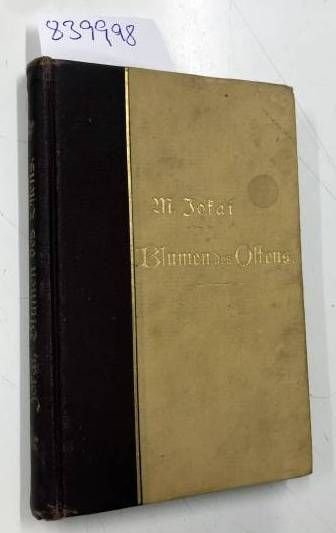 839998
M. Jokai
Blumen des Ostens.
Jokai, Blumen des Ostens.